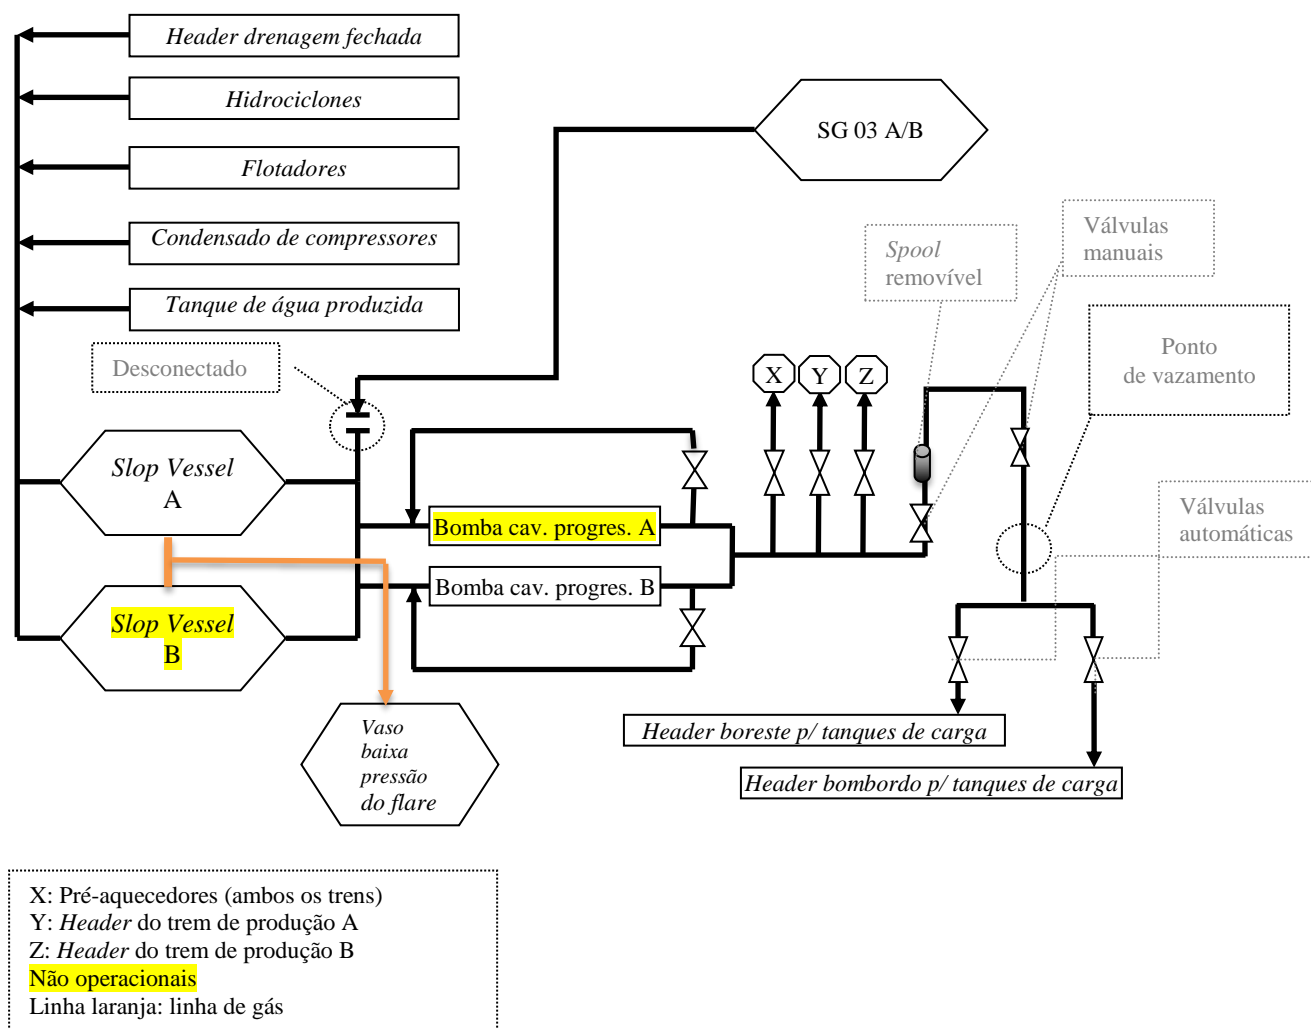 Header drenagem fechada
Hidrociclones
Flotadores
Condensado de compressores
Tanque de água produzida
SG 03 A/B
Spool
removível
Válvulas
manuais
Desconectado
X
Y
Z
Ponto
de vazamento
Slop Vessel
A
Bomba cav. progres. A
Válvulas
automáticas
Bomba cav. progres. B
Slop Vessel
B
Vaso
baixa
pressão
do flare
Header boreste p/ tanques de carga
Header bombordo p/ tanques de carga
X: Pré-aquecedores (ambos os trens)
Y: Header do trem de produção A
Z: Header do trem de produção B
Não operacionais
Linha laranja: linha de gás